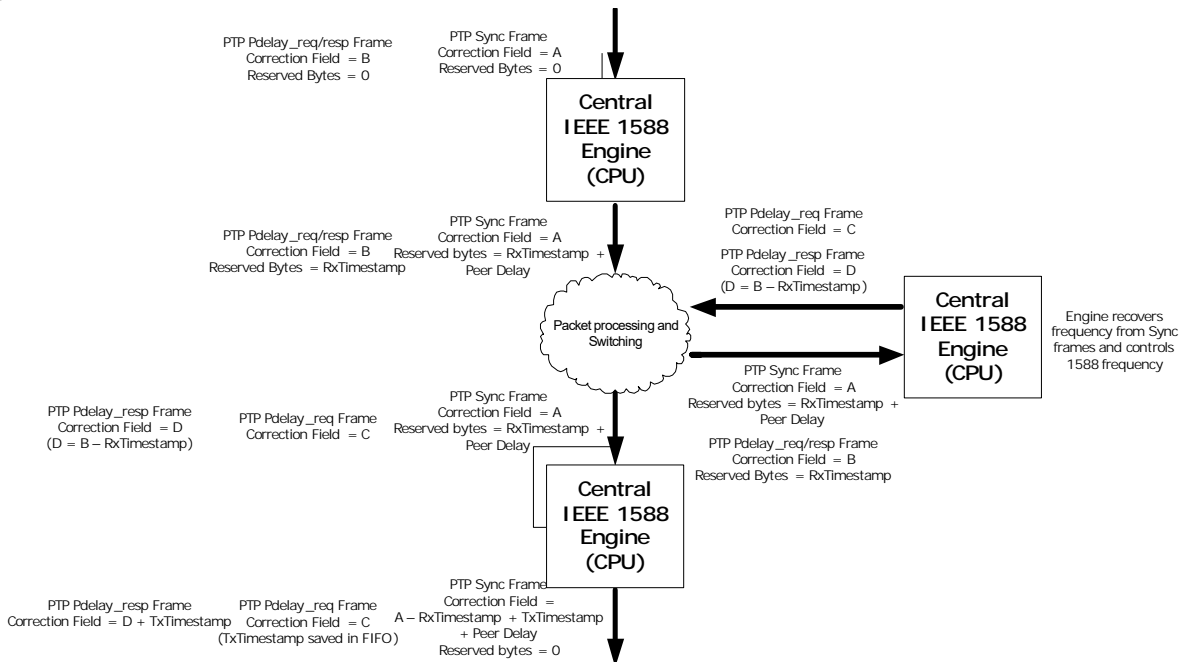 PTP Pdelay_req/resp Frame
Correction Field = B
Reserved Bytes = 0
PTP Sync Frame
Correction Field = A
Reserved Bytes = 0
Central
IEEE 1588
Engine
(CPU)
PTP Pdelay_req/resp Frame
Correction Field = B
Reserved Bytes = RxTimestamp
PTP Sync Frame
Correction Field = A
Reserved bytes = RxTimestamp +
Peer Delay
PTP Pdelay_req Frame
Correction Field = C
PTP Pdelay_resp Frame
Correction Field = D
(D = B – RxTimestamp)
Packet processing and
Switching
Central
IEEE 1588
Engine
(CPU)
Engine recovers
frequency from Sync
frames and controls
1588 frequency
PTP Sync Frame
Correction Field = A
Reserved bytes = RxTimestamp +
Peer Delay
PTP Pdelay_req/resp Frame
Correction Field = B
Reserved Bytes = RxTimestamp
PTP Pdelay_resp Frame
Correction Field = D
(D = B – RxTimestamp)
PTP Pdelay_req Frame
Correction Field = C
PTP Sync Frame
Correction Field = A
Reserved bytes = RxTimestamp +
Peer Delay
Central
IEEE 1588
Engine
(CPU)
PTP Pdelay_resp Frame
Correction Field = D + TxTimestamp
PTP Pdelay_req Frame
Correction Field = C
(TxTimestamp saved in FIFO)
PTP Sync Frame
Correction Field =
A – RxTimestamp + TxTimestamp
+ Peer Delay
Reserved bytes = 0